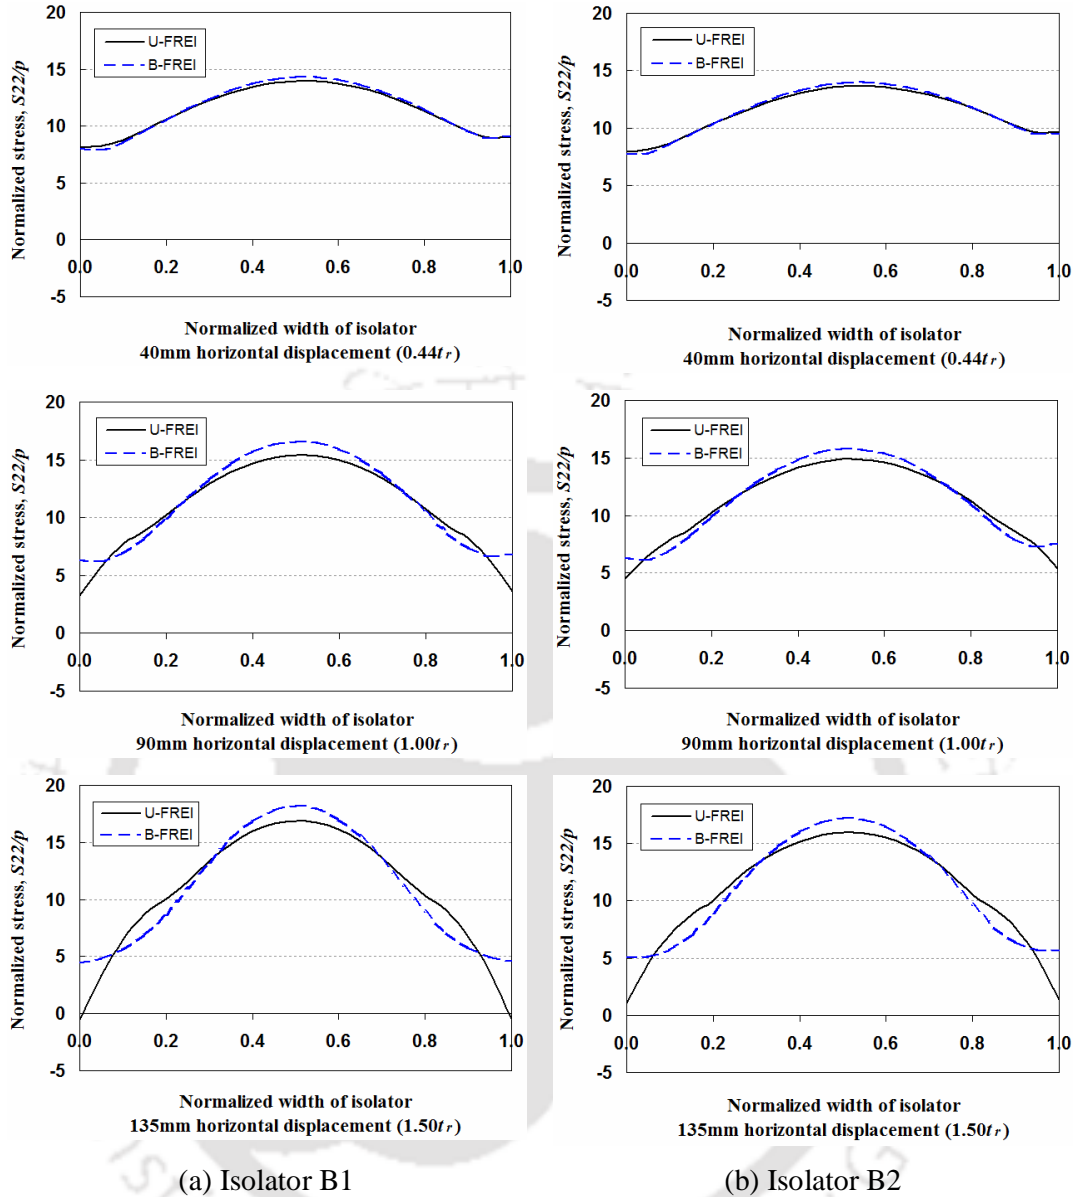 20
15
10
5
0
-5
Normalized stress, S22/p
U-FREI
B-FREI
0.0 0.2 0.4 0.6 0.8 1.0
Normalized width of isolator
40mm horizontal displacement (0.44tr)
20
15
10
5
0
-5
Normalized stress, S22/p
U-FREI
B-FREI
0.0 0.2 0.4 0.6 0.8 1.0
Normalized width of isolator
40mm horizontal displacement (0.44tr)
20
15
10
5
0
-5
Normalized stress, S22/p
U-FREI
B-FREI
0.0 0.2 0.4 0.6 0.8 1.0
Normalized width of isolator
90mm horizontal displacement (1.00tr)
20
15
10
5
0
-5
Normalized stress, S22/p
U-FREI
B-FREI
0.0 0.2 0.4 0.6 0.8 1.0
Normalized width of isolator
90mm horizontal displacement (1.00tr)
20
15
10
5
0
-5
Normalized stress, S22/p
U-FREI
B-FREI
0.0 0.2 0.4 0.6 0.8 1.0
Normalized width of isolator
135mm horizontal displacement (1.50tr)
20
15
10
5
0
-5
Normalized stress, S22/p
U-FREI
B-FREI
0.0 0.2 0.4 0.6 0.8 1.0
Normalized width of isolator
135mm horizontal displacement (1.50tr)
(a) Isolator B1
(b) Isolator B2